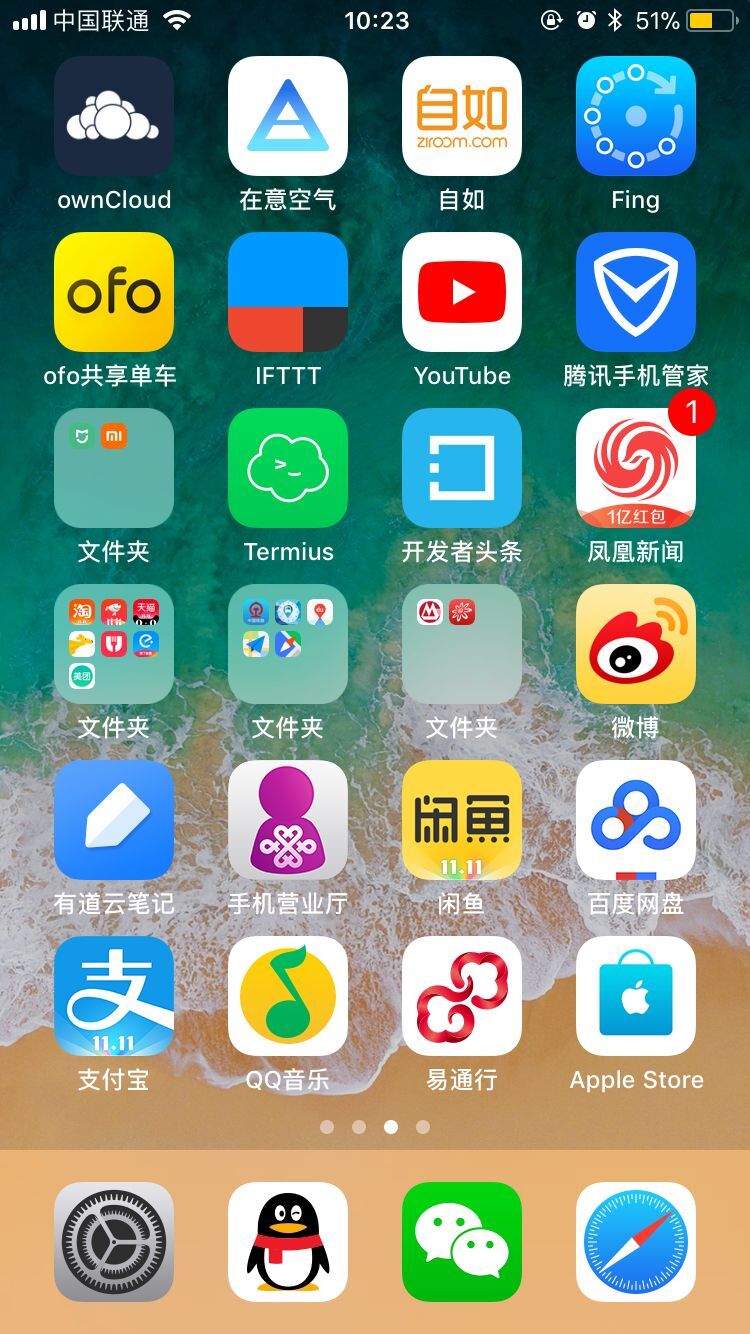 中国联通 10:23 51%
自如
ziroom.com
ownCloud 在意空气 自如 Fing
ofo
ofo共享单车 IFTTT YouTube 腾讯手机管家
1
mi
1亿红包
文件夹 Termius 开发者头条 凤凰新闻
淘 天猫
美团
文件夹 文件夹 文件夹 微博
闲鱼
11.11
有道云笔记 手机营业厅 闲鱼 百度网盘
支
11.11
支付宝 QQ音乐 易通行 Apple Store